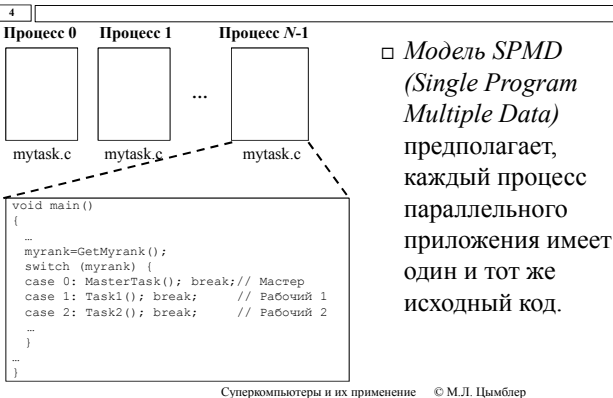 4
Процесс 0 Процесс 1 Процесс N-1
...
mytask.c mytask.c mytask.c
void main()
{
…
myrank=GetMyrank();
switch (myrank) {
case 0: MasterTask(); break;// Мастер
case 1: Task1(); break; // Рабочий 1
case 2: Task2(); break; // Рабочий 2
…
}
…
}
Модель SPMD
(Single Program
Multiple Data)
предполагает,
каждый процесс
параллельного
приложения имеет
один и тот же
исходный код.
Суперкомпьютеры и их применение © М.Л. Цымблер